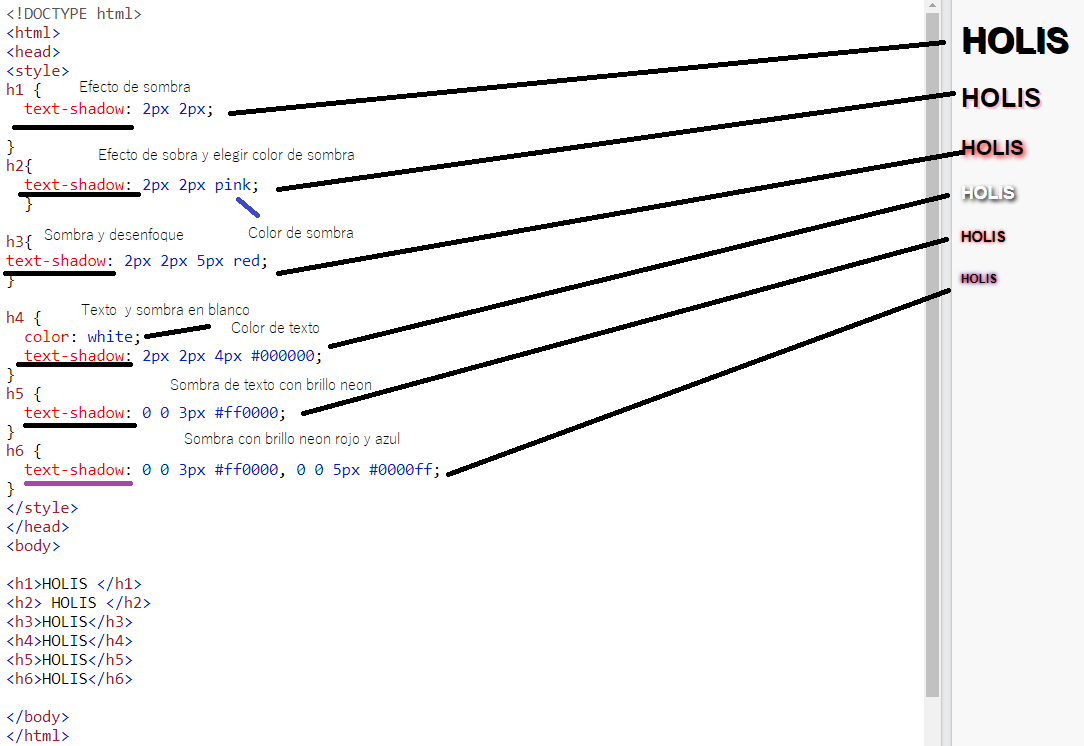 <!DOCTYPE html>
<html>
<head>
<style>
h1 {
Efecto de sombra
text-shadow: 2px 2px;
}
Efecto de sobra y elegir color de sombra
h2{
text-shadow: 2px 2px pink;
}
Color de sombra
h3{
Sombra y desenfoque
text-shadow: 2px 2px 5px red;
}
Texto y sombra en blanco
h4 {
Color de texto
color: white;
text-shadow: 2px 2px 4px #000000;
}
Sombra de texto con brillo neon
h5 {
text-shadow: 0 0 3px #ff0000;
}
Sombra con brillo neon rojo y azul
h6 {
text-shadow: 0 0 3px #ff0000, 0 0 5px #0000ff;
}
</style>
</head>
<body>
<h1>HOLIS </h1>
<h2> HOLIS </h2>
<h3>HOLIS</h3>
<h4>HOLIS</h4>
<h5>HOLIS</h5>
<h6>HOLIS</h6>
</body>
</html>
HOLIS
HOLIS
HOLIS
HOLIS
HOLIS
HOLIS